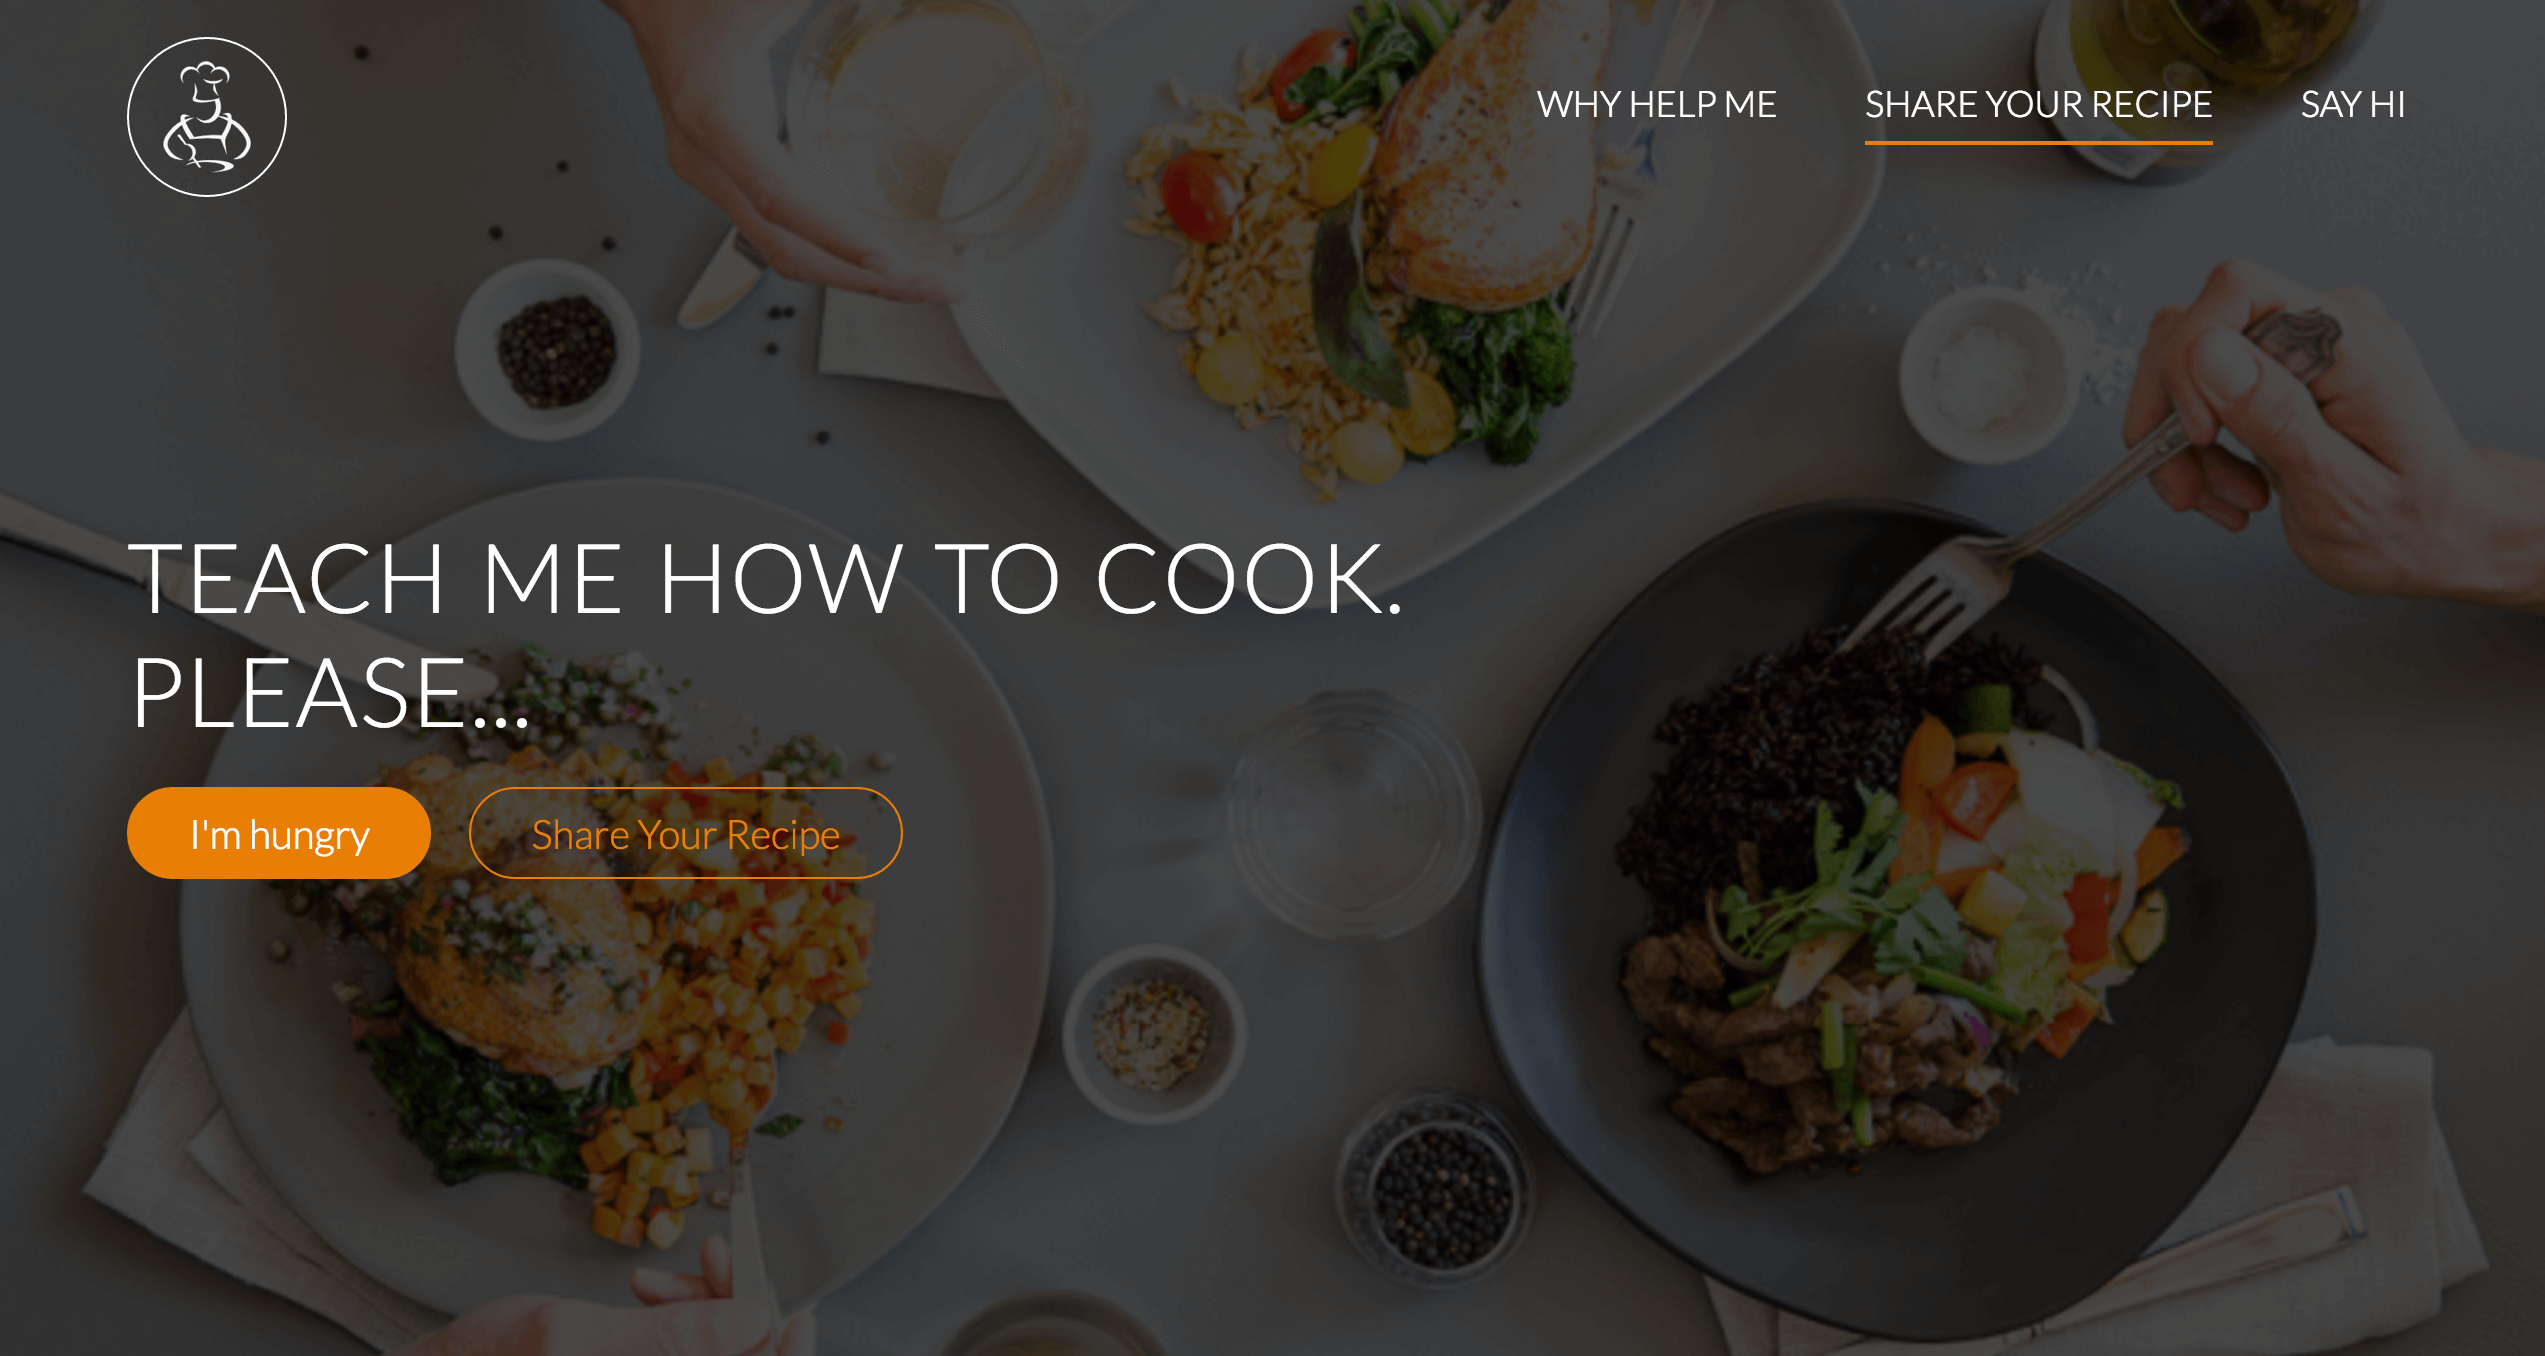 WHY HELP ME
SHARE YOUR RECIPE
SAY HI
TEACH ME HOW TO COOK.
PLEASE...
I'm hungry
Share Your Recipe